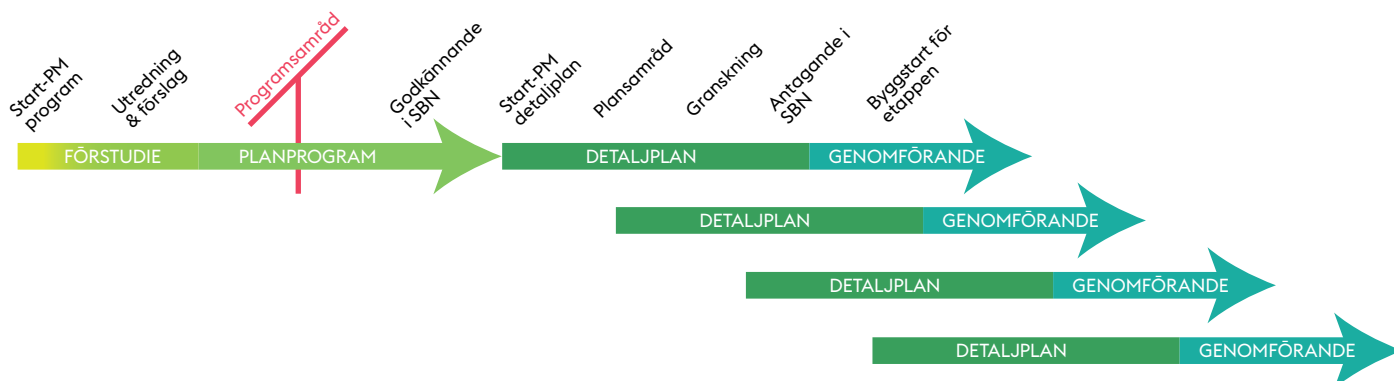 Start-PM
program
Utredning
& förslag
Programsamråd
Godkännande
i SBN
Start-PM
detaljplan
Plansamråd
Granskning
Antagande i
SBN
Byggstart för
etappen
FÖRSTUDIE
PLANPROGRAM
DETALJPLAN
GENOMFÖRANDE
DETALJPLAN
GENOMFÖRANDE
DETALJPLAN
GENOMFÖRANDE
DETALJPLAN
GENOMFÖRANDE